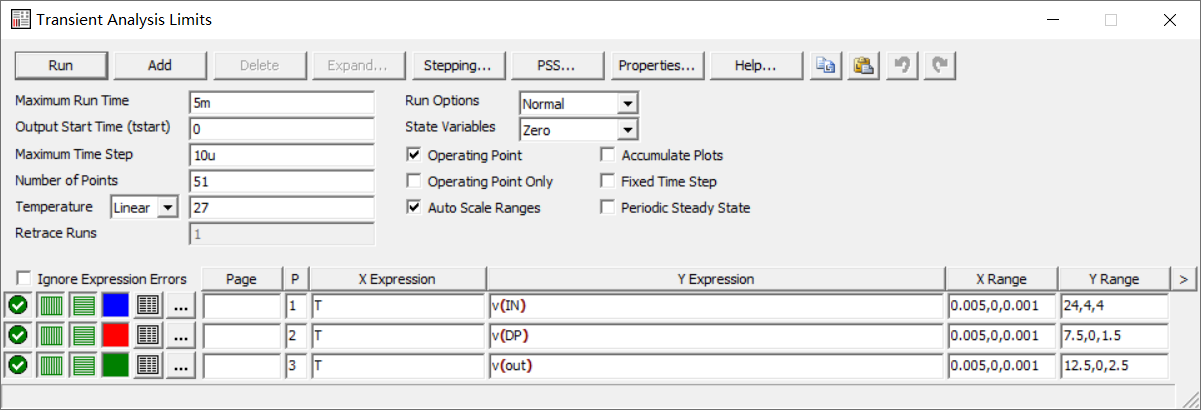 Transient Analysis Limits
Run Add Delete Expand... Stepping... PSS... Properties... Help...
Maximum Run Time 5m Run Options Normal
Output Start Time (tstart) 0 State Variables Zero
Maximum Time Step 10u Operating Point Accumulate Plots
Number of Points 51 Operating Point Only Fixed Time Step
Temperature Linear 27 Auto Scale Ranges Periodic Steady State
Retrace Runs 1
Ignore Expression Errors Page P X Expression Y Expression X Range Y Range >
... 1 T v(IN) 0.005,0,0.001 24,4,4
... 2 T v(DP) 0.005,0,0.001 7.5,0,1.5
... 3 T v(out) 0.005,0,0.001 12.5,0,2.5